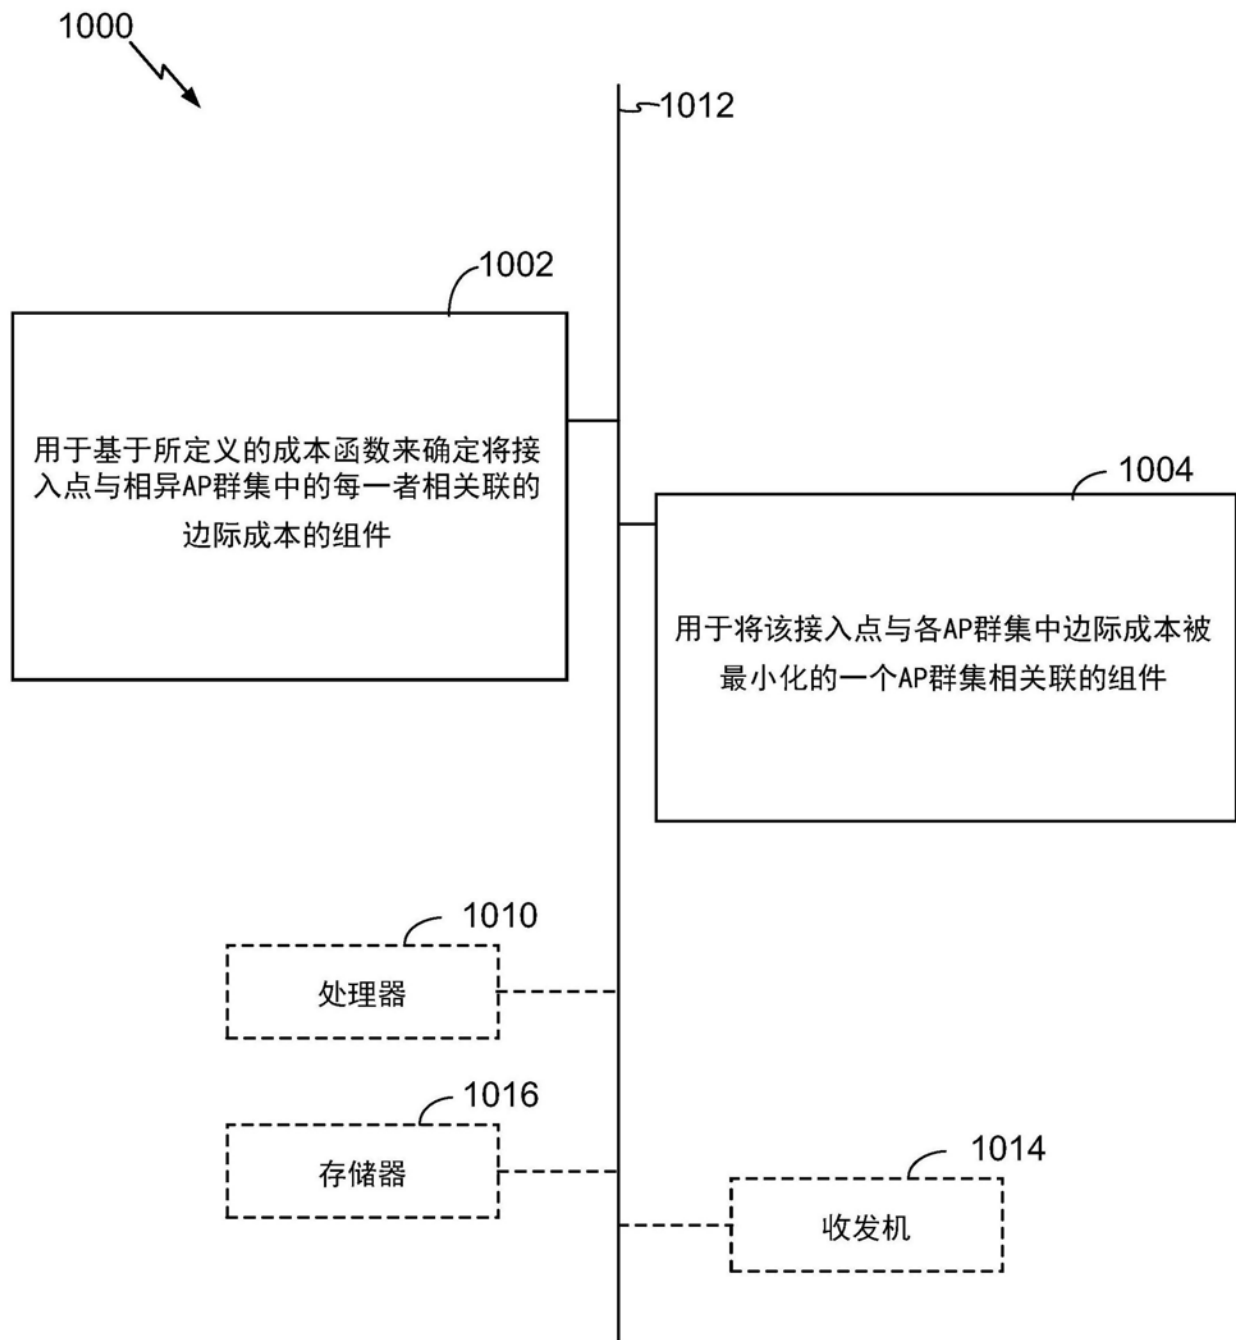 1000
1012
1002
用于基于所定义的成本函数来确定将接
入点与相异AP群集中的每一者相关联的
边际成本的组件
1004
用于将该接入点与各AP群集中边际成本被
最小化的一个AP群集相关联的组件
1010
处理器
1016
存储器
1014
收发机